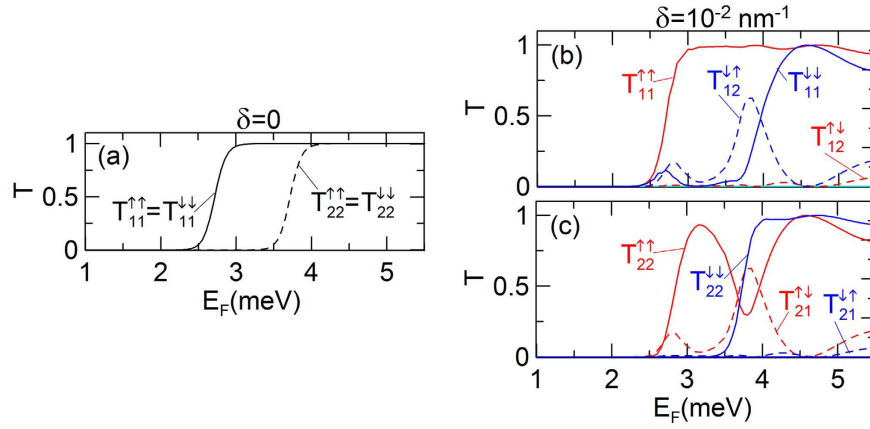 δ=0
(a)
1
0.5
0
T
T₁₁^↑↑=T₁₁^↓↓
T₂₂^↑↑=T₂₂^↓↓
1 2 3 4 5
E_F(meV)
δ=10⁻² nm⁻¹
(b)
1
0.5
0
T
T₁₁^↑↑
T₁₂^↓↑
T₁₁^↓↓
T₁₂^↑↓
(c)
1
0.5
0
T
T₂₂^↑↑
T₂₂^↓↓
T₂₁^↑↓
T₂₁^↓↑
1 2 3 4 5
E_F(meV)